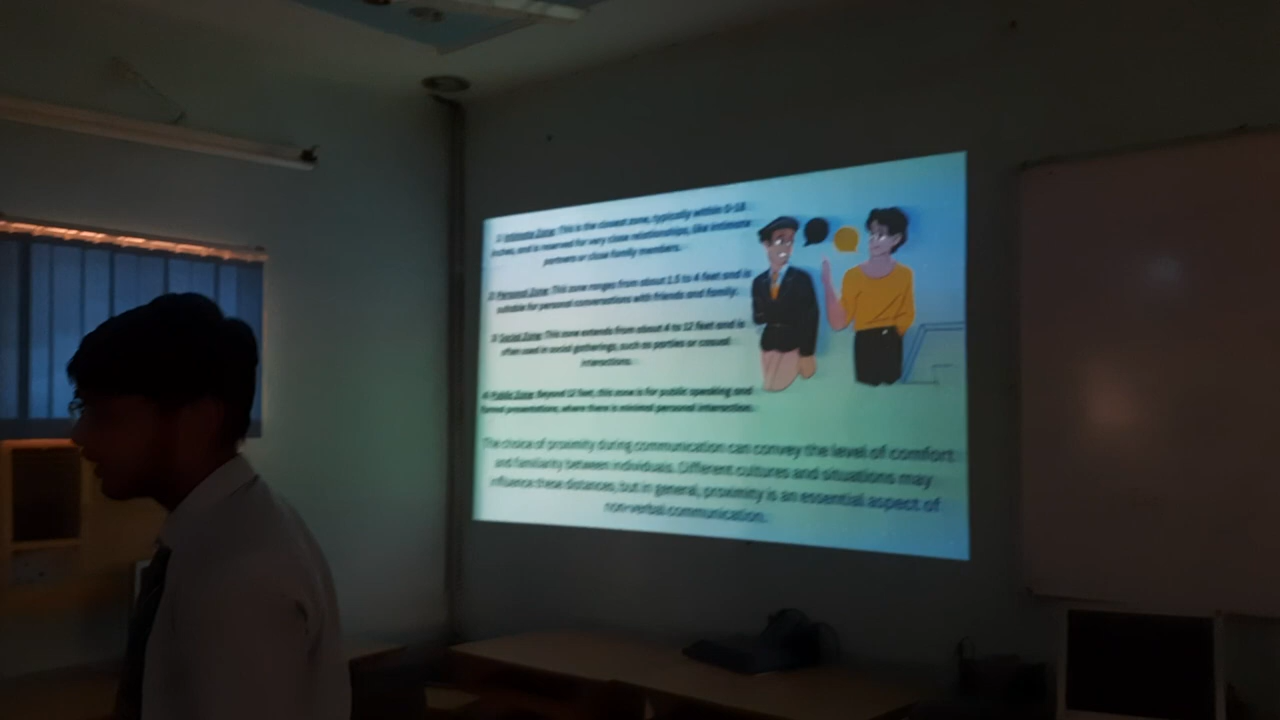 1) Intimate Zone: This is the closest zone, typically within 0-18
inches, and is reserved for very close relationships, like intimate
partners or close family members.
2) Personal Zone: This zone ranges from about 1.5 to 4 feet and is
suitable for personal conversations with friends and family.
3) Social Zone: This zone extends from about 4 to 12 feet and is
often used in social gatherings, such as parties or casual
interactions.
4) Public Zone: Beyond 12 feet, this zone is for public speaking and
formal presentations, where there is minimal personal interaction.
The choice of proximity during communication can convey the level of comfort
and familiarity between individuals. Different cultures and situations may
influence these distances, but in general, proximity is an essential aspect of
non-verbal communication.